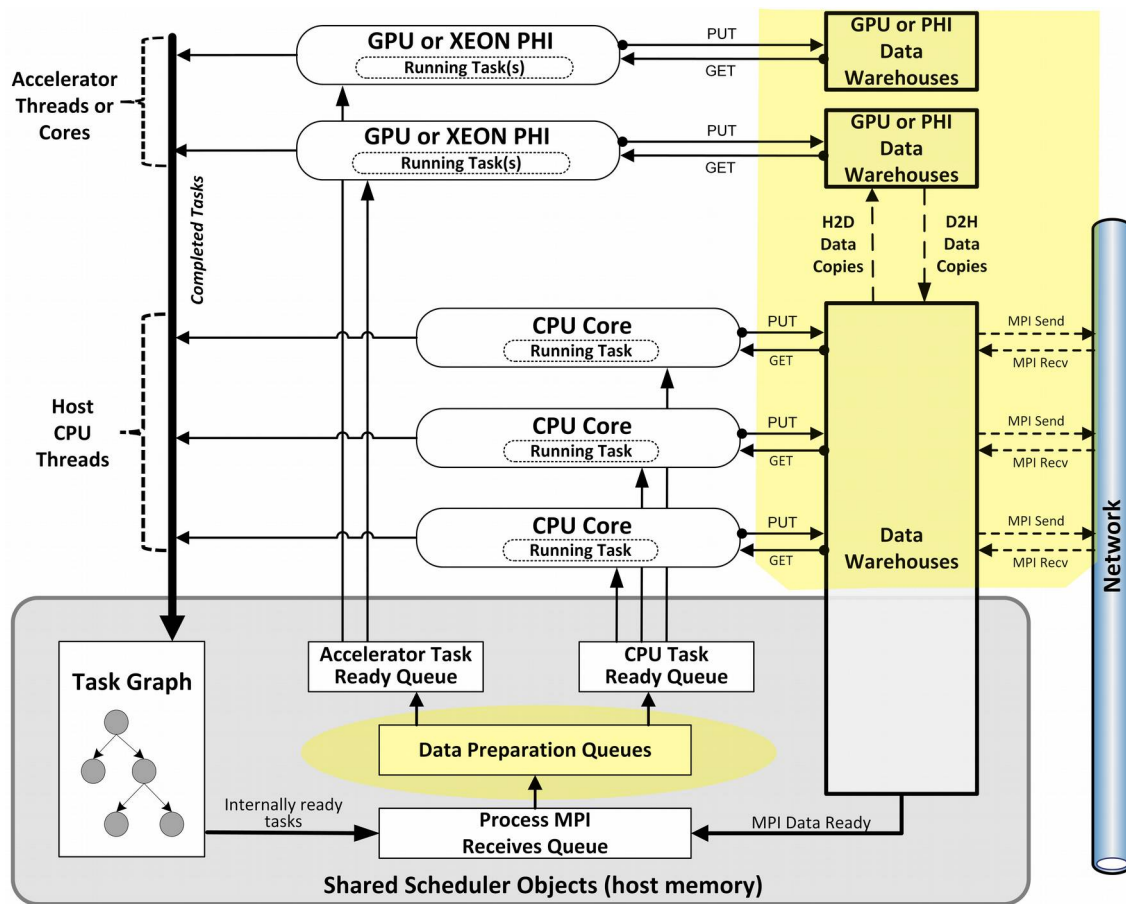 GPU or XEON PHI
Running Task(s)
PUT
GET
GPU or PHI
Data
Warehouses
Accelerator
Threads or
Cores
GPU or XEON PHI
Running Task(s)
PUT
GET
GPU or PHI
Data
Warehouses
Completed Tasks
H2D
Data
Copies
D2H
Data
Copies
Host
CPU
Threads
CPU Core
Running Task
PUT
GET
MPI Send
MPI Recv
CPU Core
Running Task
PUT
GET
MPI Send
MPI Recv
CPU Core
Running Task
PUT
GET
Data
Warehouses
MPI Send
MPI Recv
Network
Task Graph
Accelerator Task
Ready Queue
CPU Task
Ready Queue
Data Preparation Queues
Internally ready
tasks
Process MPI
Receives Queue
MPI Data Ready
Shared Scheduler Objects (host memory)